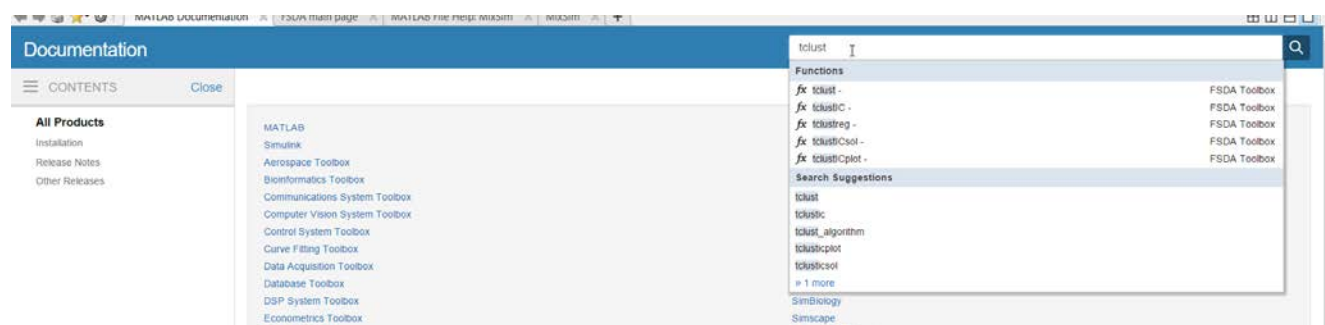 MATLAB Documentation FSDA main page MATLAB File Help: MixSim MixSim
Documentation
tclust
CONTENTS Close
All Products
Installation
Release Notes
Other Releases
MATLAB
Simulink
Aerospace Toolbox
Bioinformatics Toolbox
Communications System Toolbox
Computer Vision System Toolbox
Control System Toolbox
Curve Fitting Toolbox
Data Acquisition Toolbox
Database Toolbox
DSP System Toolbox
Econometrics Toolbox
Functions
fx tclust - FSDA Toolbox
fx tclustIC - FSDA Toolbox
fx tclustreg - FSDA Toolbox
fx tclustICsol - FSDA Toolbox
fx tclustICplot - FSDA Toolbox
Search Suggestions
tclust
tclustic
tclust_algorithm
tclusticplot
tclusticsol
» 1 more
SimBiology
Simscape